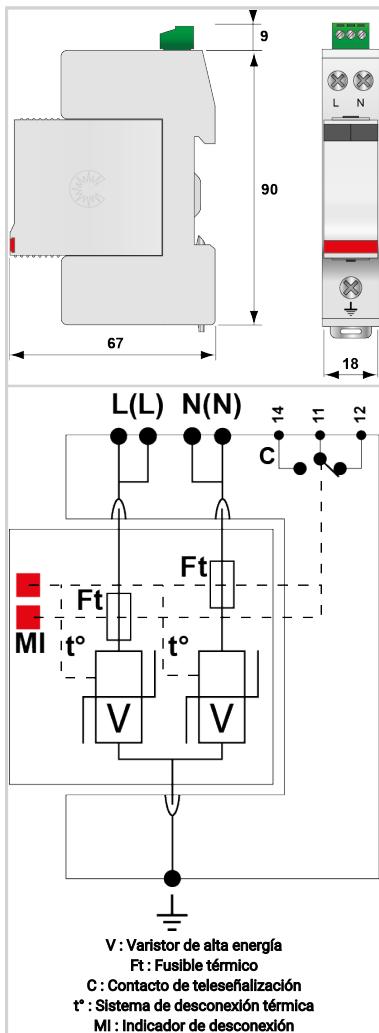 9
L N
90
67
18
L(L) N(N)
14
11
12
C
Ft
Ft
MI
t°
t°
V
V
V : Varistor de alta energía
Ft : Fusible térmico
C : Contacto de teleseñalización
t° : Sistema de desconexión térmica
MI : Indicador de desconexión